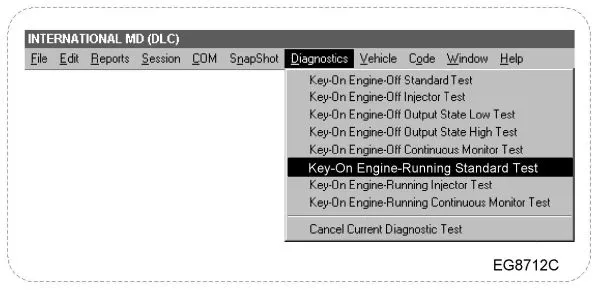 INTERNATIONAL MD (DLC)
File Edit Reports Session COM SnapShot Diagnostics Vehicle Code Window Help
Key-On Engine-Off Standard Test
Key-On Engine-Off Injector Test
Key-On Engine-Off Output State Low Test
Key-On Engine-Off Output State High Test
Key-On Engine-Off Continuous Monitor Test
Key-On Engine-Running Standard Test
Key-On Engine-Running Injector Test
Key-On Engine-Running Continuous Monitor Test
Cancel Current Diagnostic Test
EG8712C